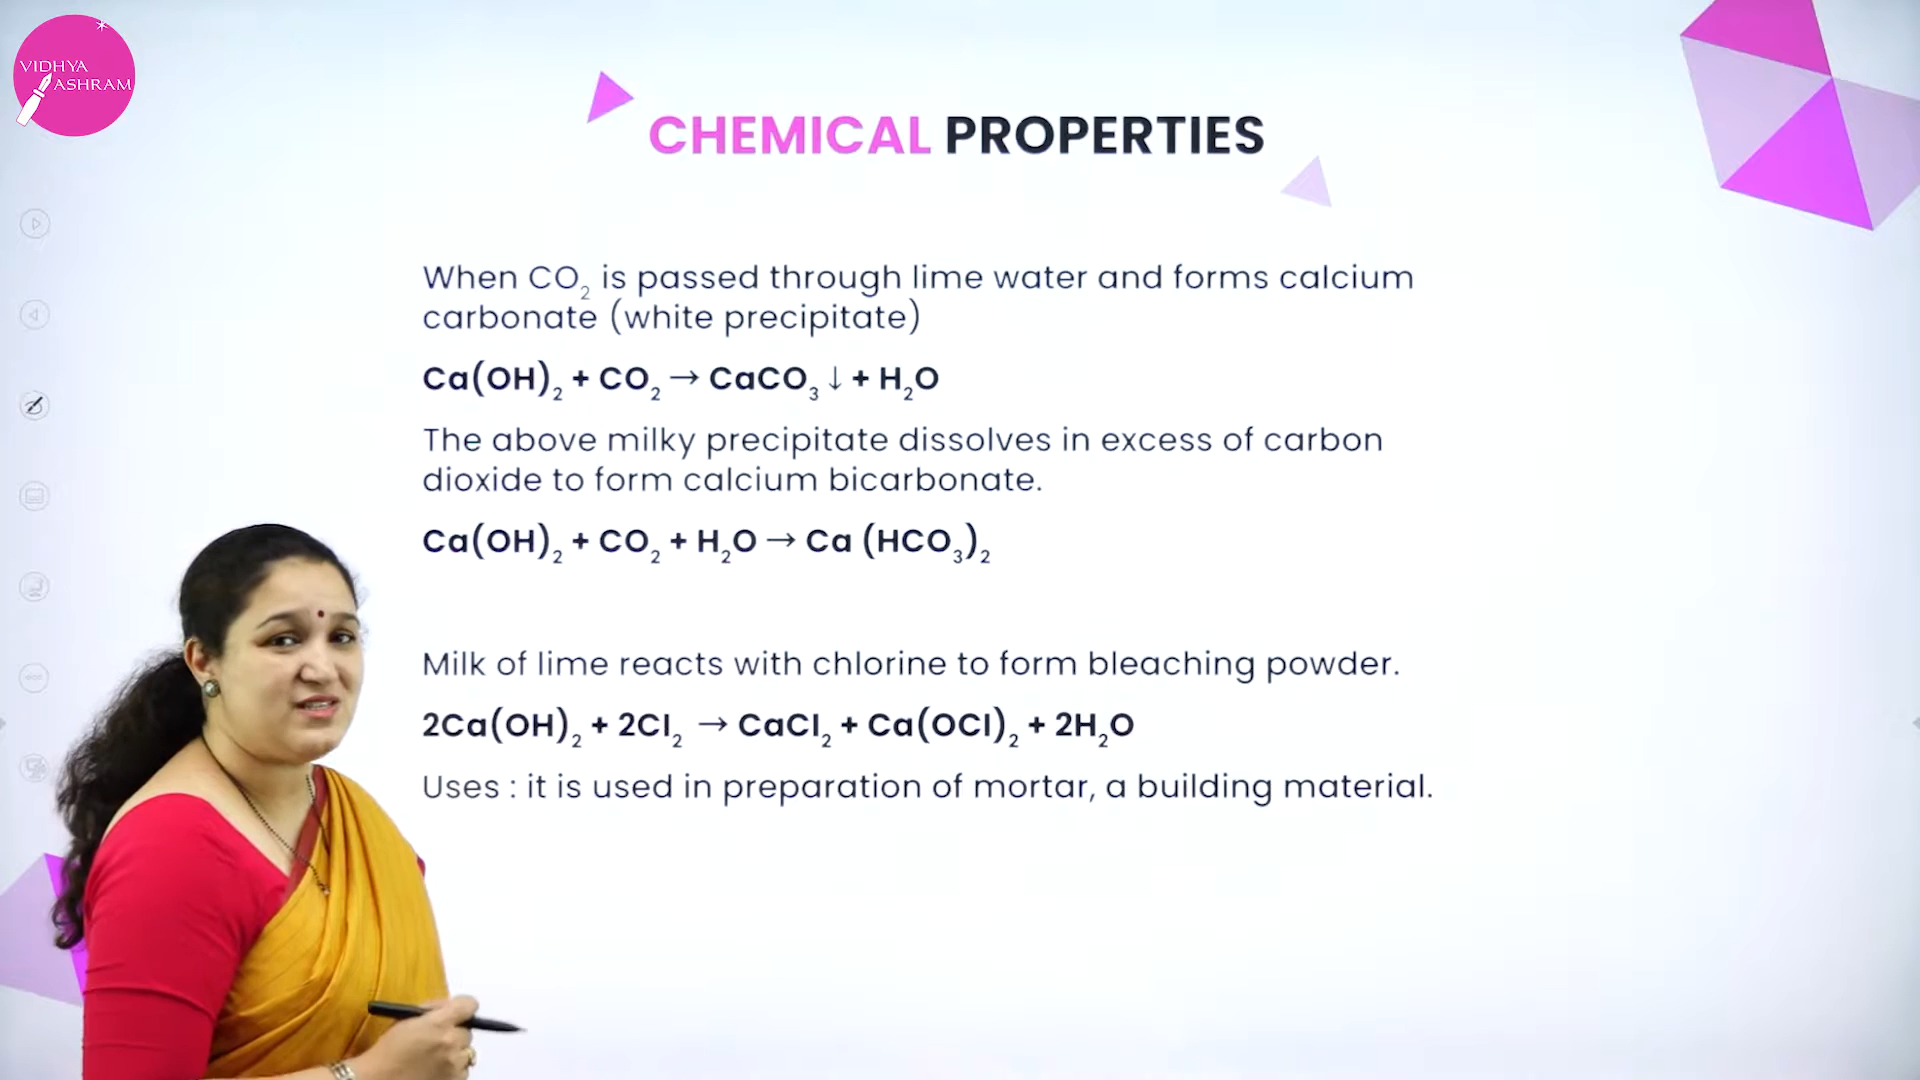 VIDHYA
ASHRAM
CHEMICAL PROPERTIES
When CO₂ is passed through lime water and forms calcium
carbonate (white precipitate)
Ca(OH)₂ + CO₂ → CaCO₃ ↓ + H₂O
The above milky precipitate dissolves in excess of carbon
dioxide to form calcium bicarbonate.
Ca(OH)₂ + CO₂ + H₂O → Ca (HCO₃)₂
Milk of lime reacts with chlorine to form bleaching powder.
2Ca(OH)₂ + 2Cl₂ → CaCl₂ + Ca(OCl)₂ + 2H₂O
Uses : it is used in preparation of mortar, a building material.